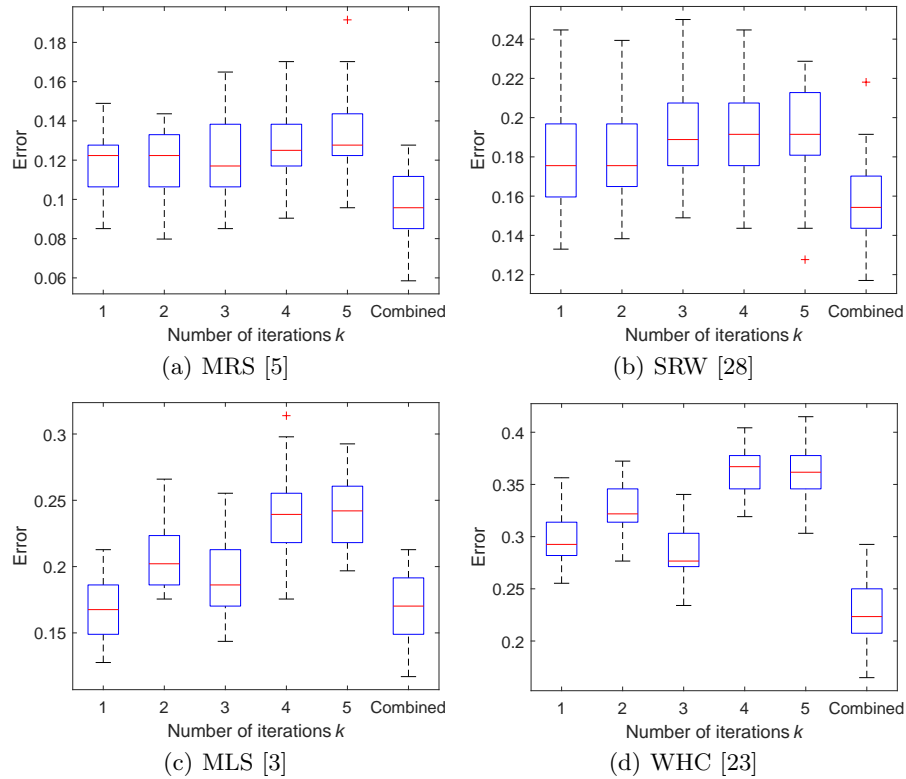 0.18
0.16
0.14
0.12
0.1
0.08
0.06
Error
1 2 3 4 5 Combined
Number of iterations k
(a) MRS [5]
0.24
0.22
0.2
0.18
0.16
0.14
0.12
Error
1 2 3 4 5 Combined
Number of iterations k
(b) SRW [28]
0.3
0.25
0.2
0.15
Error
1 2 3 4 5 Combined
Number of iterations k
(c) MLS [3]
0.4
0.35
0.3
0.25
0.2
Error
1 2 3 4 5 Combined
Number of iterations k
(d) WHC [23]